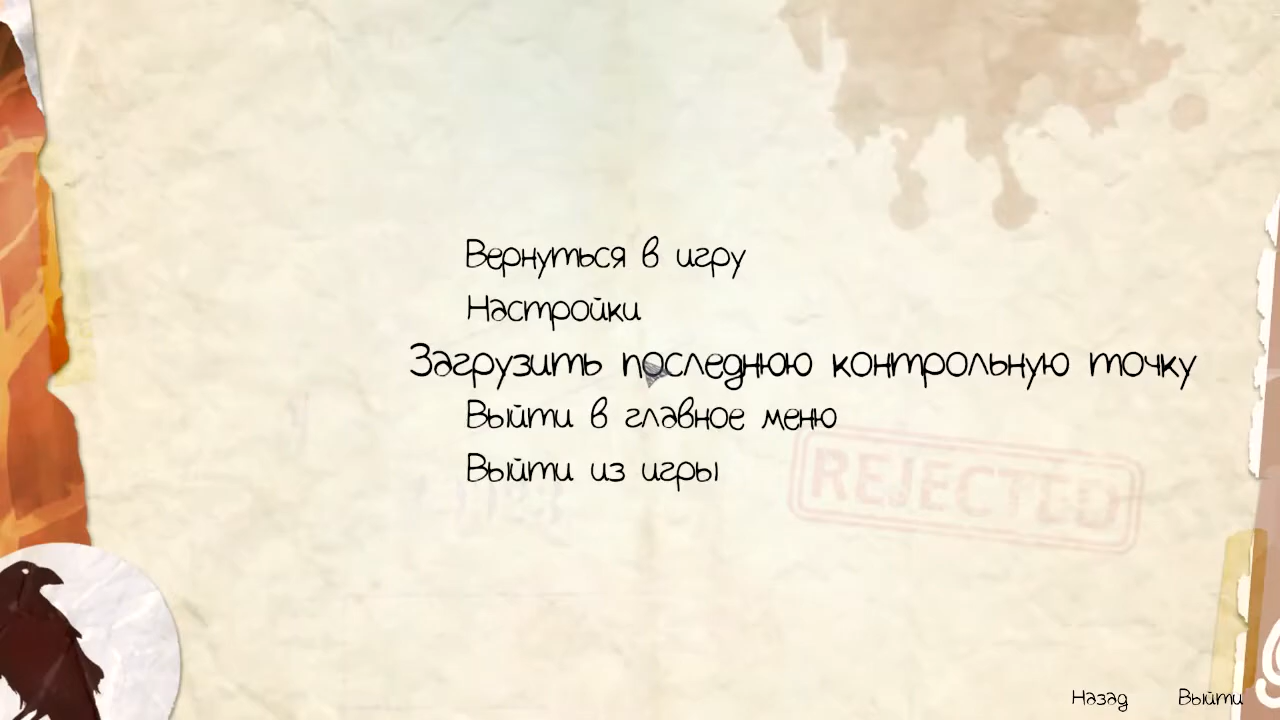 Вернуться в игру
Настройки
Загрузить последнюю контрольную точку
Выйти в главное меню
Выйти из игры
REJECTED
Назад Выйти